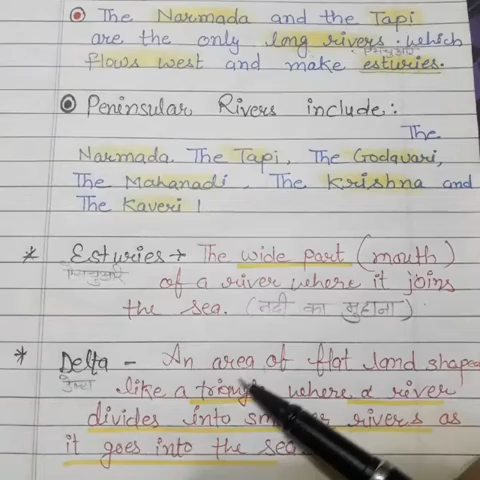 The Narmada and the Tapi
are the only long rivers. which
flows west and make esturies.
Peninsular Rivers include:
The
Narmada. The Tapi, The Godavari,
The Mahanadi, The Krishna and
The Kaveri।
* Esturies → The wide part (mouth)
of a river where it joins
the sea. (नदी का मुहाना)
* Delta - An area of flat land shaped
डेल्टा like a where a river
divides into rivers as
it goes into the sea